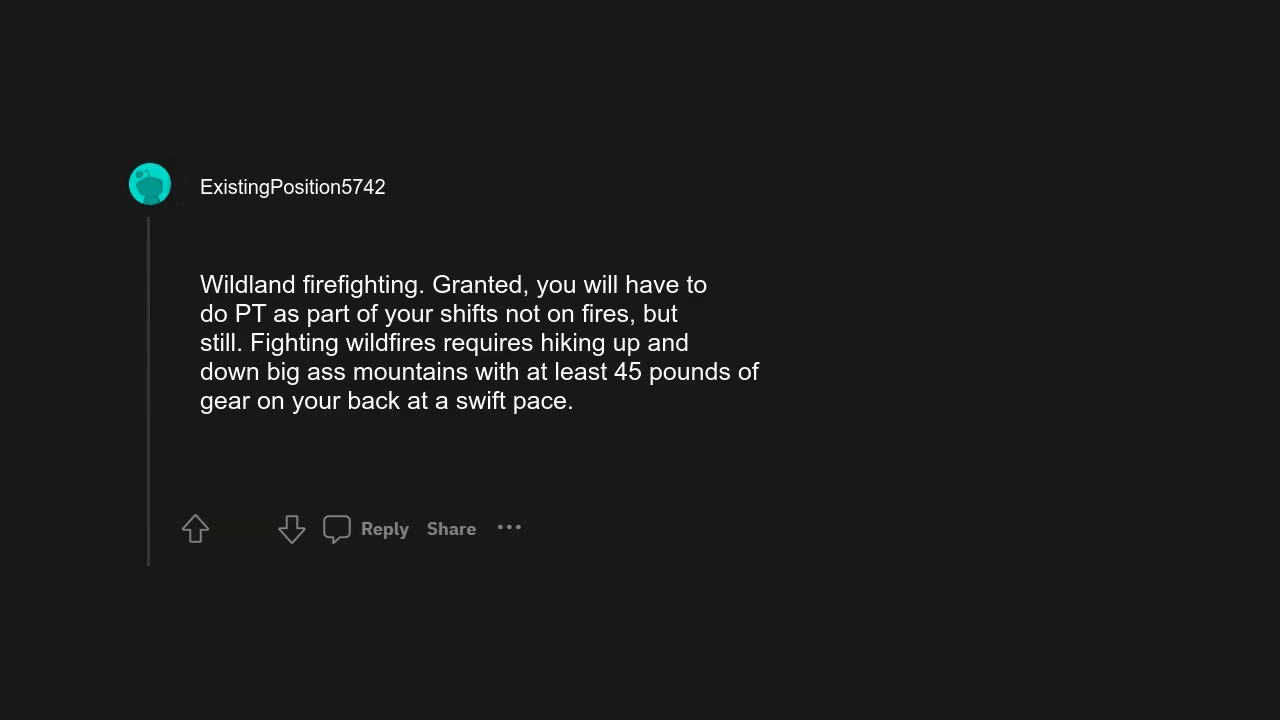 ExistingPosition5742
Wildland firefighting. Granted, you will have to
do PT as part of your shifts not on fires, but
still. Fighting wildfires requires hiking up and
down big ass mountains with at least 45 pounds of
gear on your back at a swift pace.
Reply Share